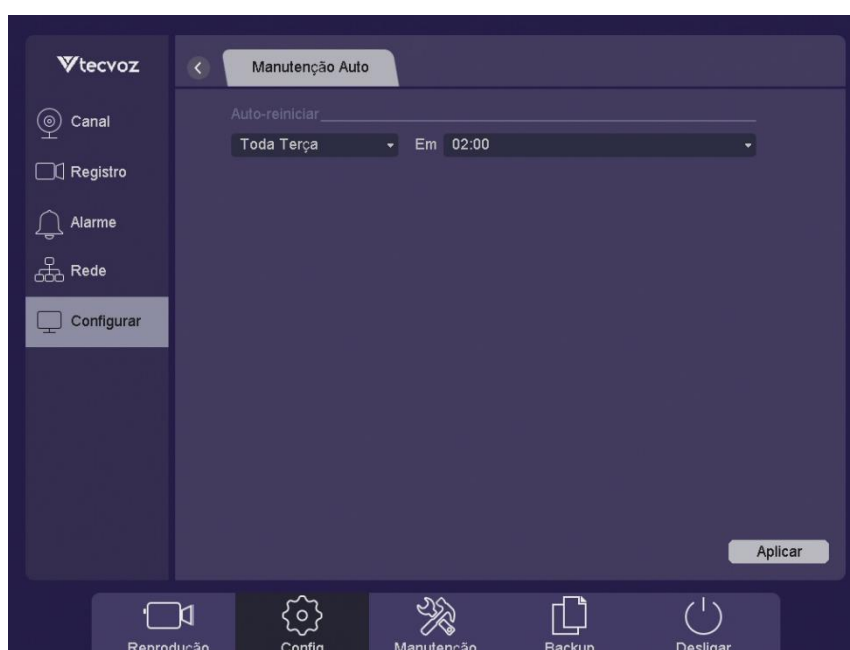 tecvoz
Manutenção Auto
Canal
Registro
Alarme
Rede
Configurar
Auto-reiniciar
Toda Terça Em 02:00
Aplicar
Reprodução Config Manutenção Backup Desligar